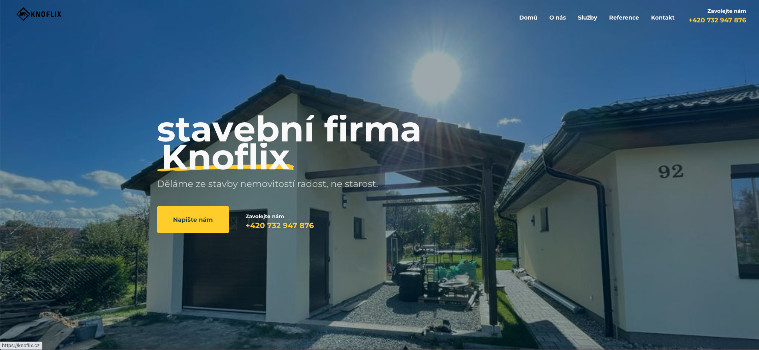 KNOFLIX
Domů
O nás
Služby
Reference
Kontakt
Zavolejte nám
+420 732 947 876
stavební firma
Knoflix
Děláme ze stavby nemovitostí radost, ne starost.
Napište nám
Zavolejte nám
+420 732 947 876
92
https://knoflix.cz